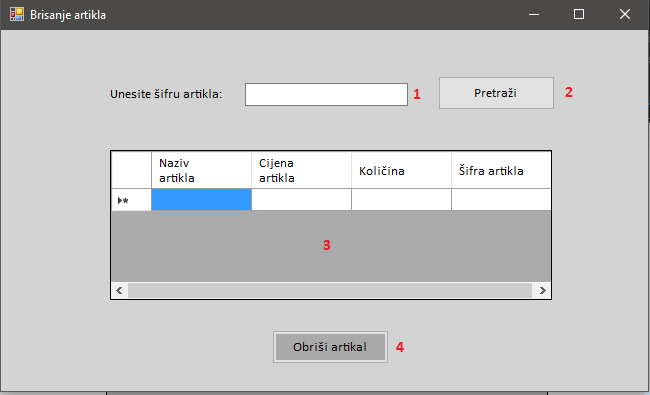 Brisanje artikla
Unesite šifru artikla: 1 Pretraži 2
Naziv artikla Cijena artikla Količina Šifra artikla
3
Obriši artikal 4